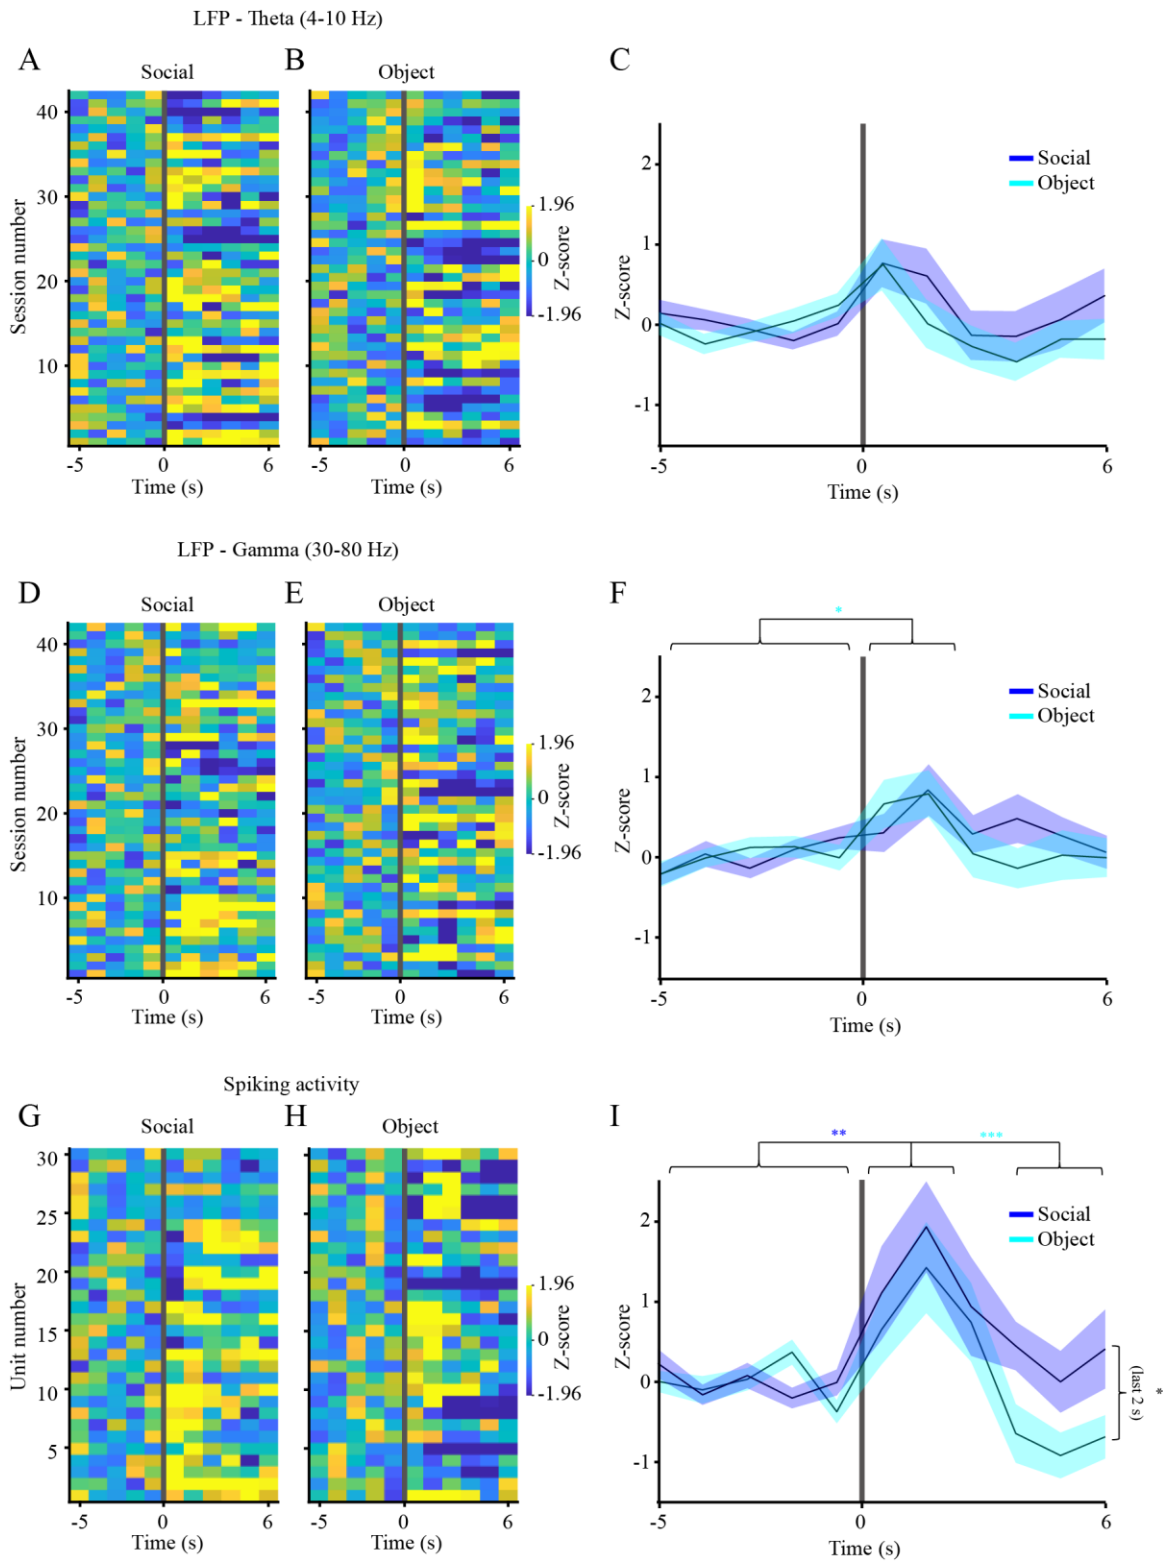 LFP - Theta (4-10 Hz)
A
Social
B
Object
C
40
30
20
10
Session number
-5
0
6
Time (s)
-5
0
6
Time (s)
1.96
0
-1.96
Z-score
2
1
0
-1
Z-score
Social
Object
-5
0
6
Time (s)
LFP - Gamma (30-80 Hz)
D
Social
E
Object
F
40
30
20
10
Session number
-5
0
6
Time (s)
-5
0
6
Time (s)
1.96
0
-1.96
Z-score
*
2
1
0
-1
Z-score
Social
Object
-5
0
6
Time (s)
Spiking activity
G
Social
H
Object
I
30
25
20
15
10
5
Unit number
-5
0
6
Time (s)
-5
0
6
Time (s)
1.96
0
-1.96
Z-score
**
***
2
1
0
-1
Z-score
Social
Object
*
(last 2 s)
-5
0
6
Time (s)